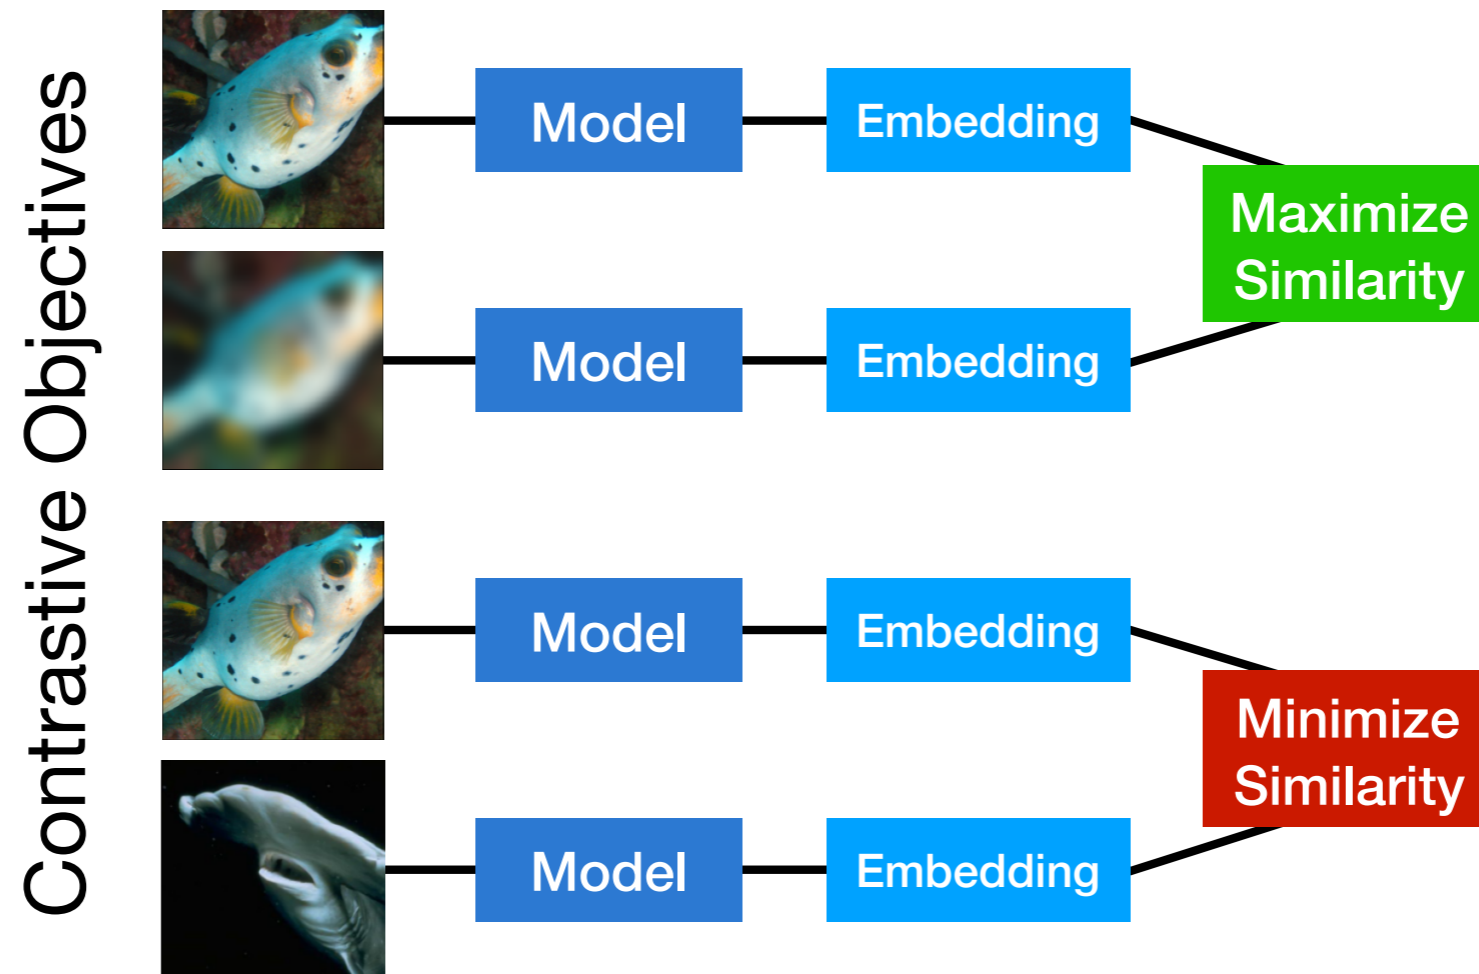 Contrastive Objectives
Model
Embedding
Maximize
Similarity
Model
Embedding
Model
Embedding
Minimize
Similarity
Model
Embedding